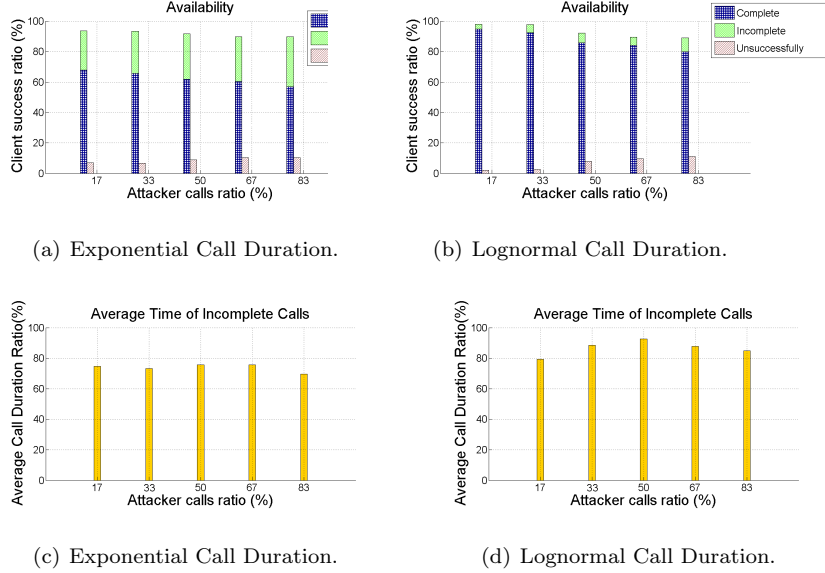 Availability
Client success ratio (%)
100
80
60
40
20
0
17 33 50 67 83
Attacker calls ratio (%)
(a) Exponential Call Duration.
Availability
Client success ratio (%)
100
80
60
40
20
0
17 33 50 67 83
Attacker calls ratio (%)
Complete
Incomplete
Unsuccessfully
(b) Lognormal Call Duration.
Average Time of Incomplete Calls
Average Call Duration Ratio(%)
100
80
60
40
20
0
17 33 50 67 83
Attacker calls ratio (%)
(c) Exponential Call Duration.
Average Time of Incomplete Calls
Average Call Duration Ratio(%)
100
80
60
40
20
0
17 33 50 67 83
Attacker calls ratio (%)
(d) Lognormal Call Duration.